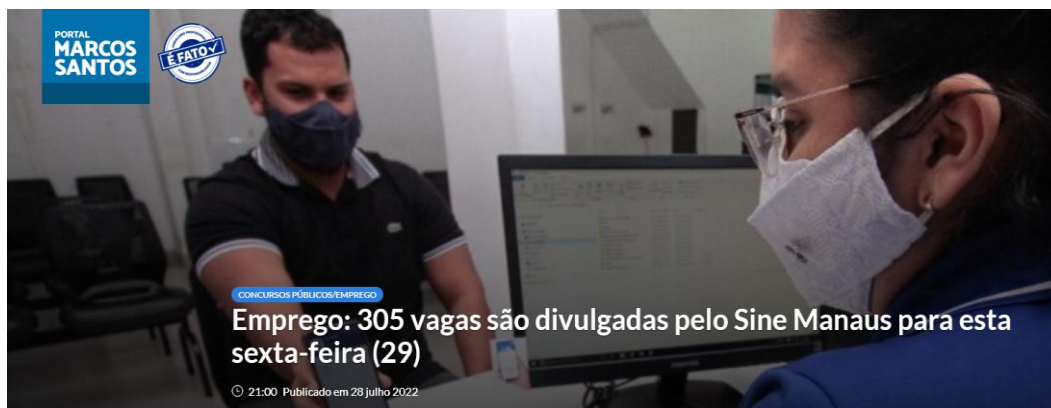 PORTAL
MARCOS
SANTOS
É FATO
CONCURSOS PÚBLICOS/EMPREGO
Emprego: 305 vagas são divulgadas pelo Sine Manaus para esta
sexta-feira (29)
21:00 Publicado em 28 julho 2022